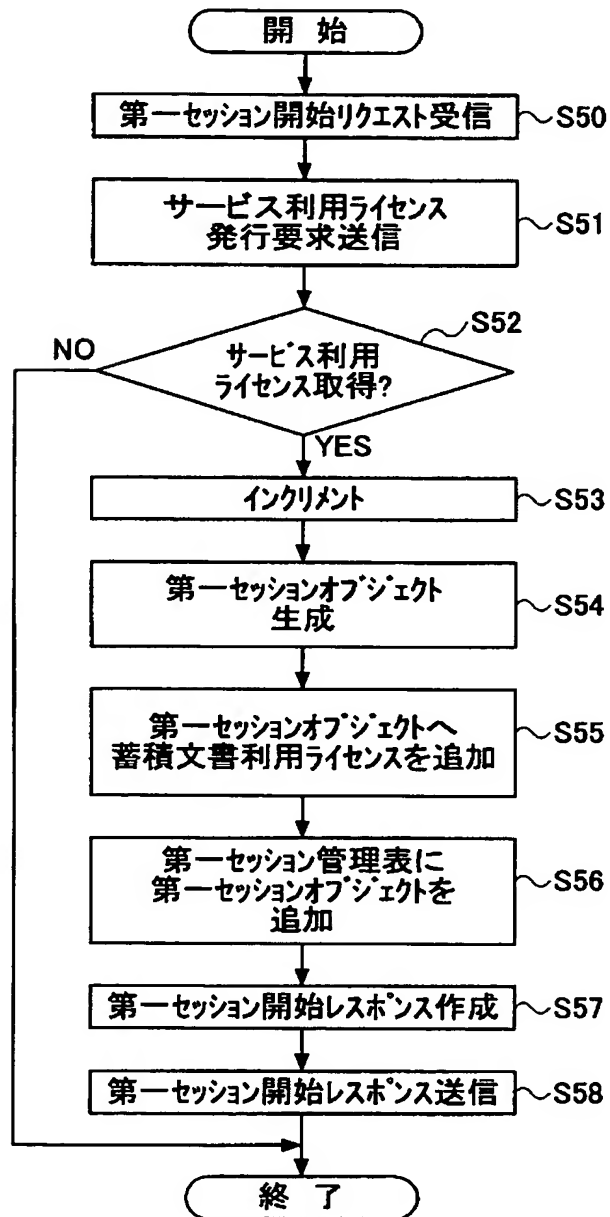 開 始
第一セッション開始リクエスト受信
S50
サービス利用ライセンス
発行要求送信
S51
S52
NO
サービス利用
ライセンス取得?
YES
インクリメント
S53
第一セッションオブジェクト
生成
S54
第一セッションオブジェクトへ
蓄積文書利用ライセンスを追加
S55
第一セッション管理表に
第一セッションオブジェクトを
追加
S56
第一セッション開始レスポンス作成
S57
第一セッション開始レスポンス送信
S58
終 了